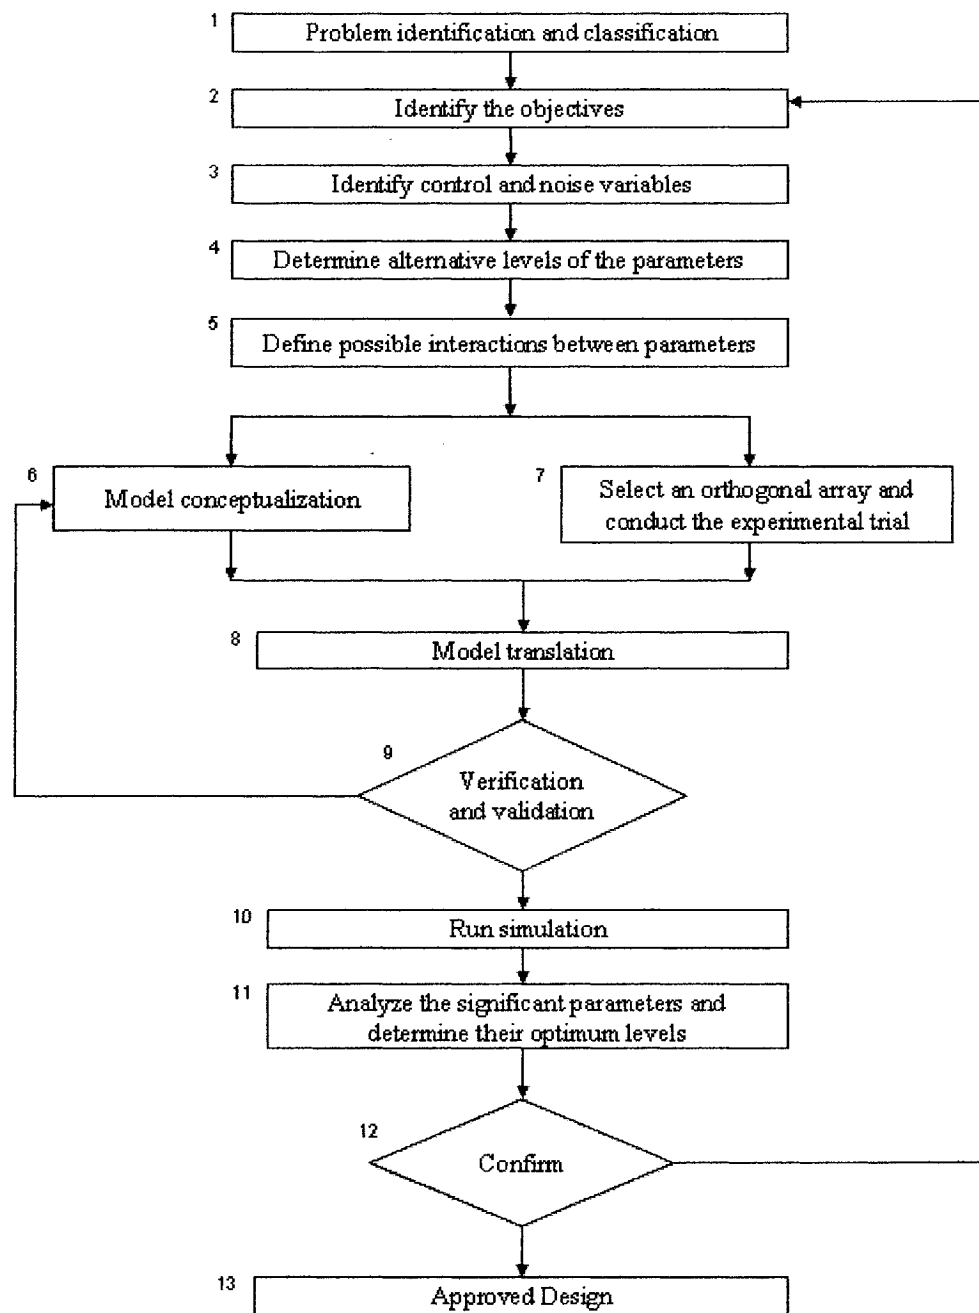 1
Problem identification and classification
2
Identify the objectives
3
Identify control and noise variables
4
Determine alternative levels of the parameters
5
Define possible interactions between parameters
6
Model conceptualization
7
Select an orthogonal array and
conduct the experimental trial
8
Model translation
9
Verification
and validation
10
Run simulation
11
Analyze the significant parameters and
determine their optimum levels
12
Confirm
13
Approved Design